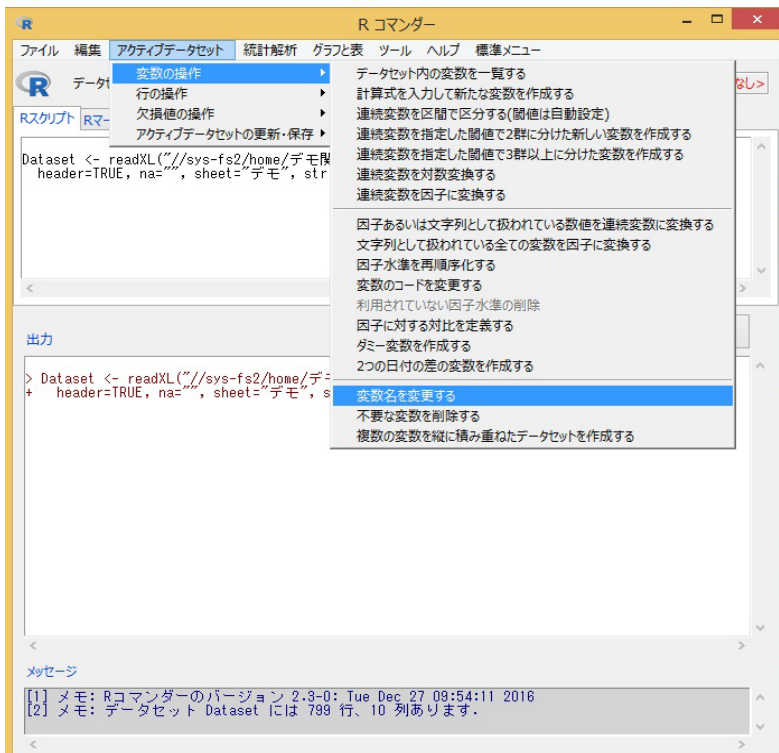 R コマンダー
ファイル 編集 アクティブデータセット 統計解析 グラフと表 ツール ヘルプ 標準メニュー
変数の操作
行の操作
欠損値の操作
アクティブデータセットの更新・保存
データセット内の変数を一覧する
計算式を入力して新たな変数を作成する
連続変数を区間で区分する(閾値は自動設定)
連続変数を指定した閾値で2群に分けた新しい変数を作成する
連続変数を指定した閾値で3群以上に分けた変数を作成する
連続変数を対数変換する
連続変数を因子に変換する
因子あるいは文字列として扱われている数値を連続変数に変換する
文字列として扱われている全ての変数を因子に変換する
因子水準を再順序化する
変数のコードを変更する
利用されていない因子水準の削除
因子に対する対比を定義する
ダミー変数を作成する
2つの日付の差の変数を作成する
変数名を変更する
不要な変数を削除する
複数の変数を縦に積み重ねたデータセットを作成する
R データセ
なし>
Rスクリプト Rマー
Dataset <- readXL("//sys-fs2/home/デモ関
header=TRUE, na="", sheet="デモ", str
出力
> Dataset <- readXL("//sys-fs2/home/デモ
+ header=TRUE, na="", sheet="デモ", s
メッセージ
[1] メモ: Rコマンダーのバージョン 2.3-0: Tue Dec 27 09:54:11 2016
[2] メモ: データセット Dataset には 799 行、10 列あります.